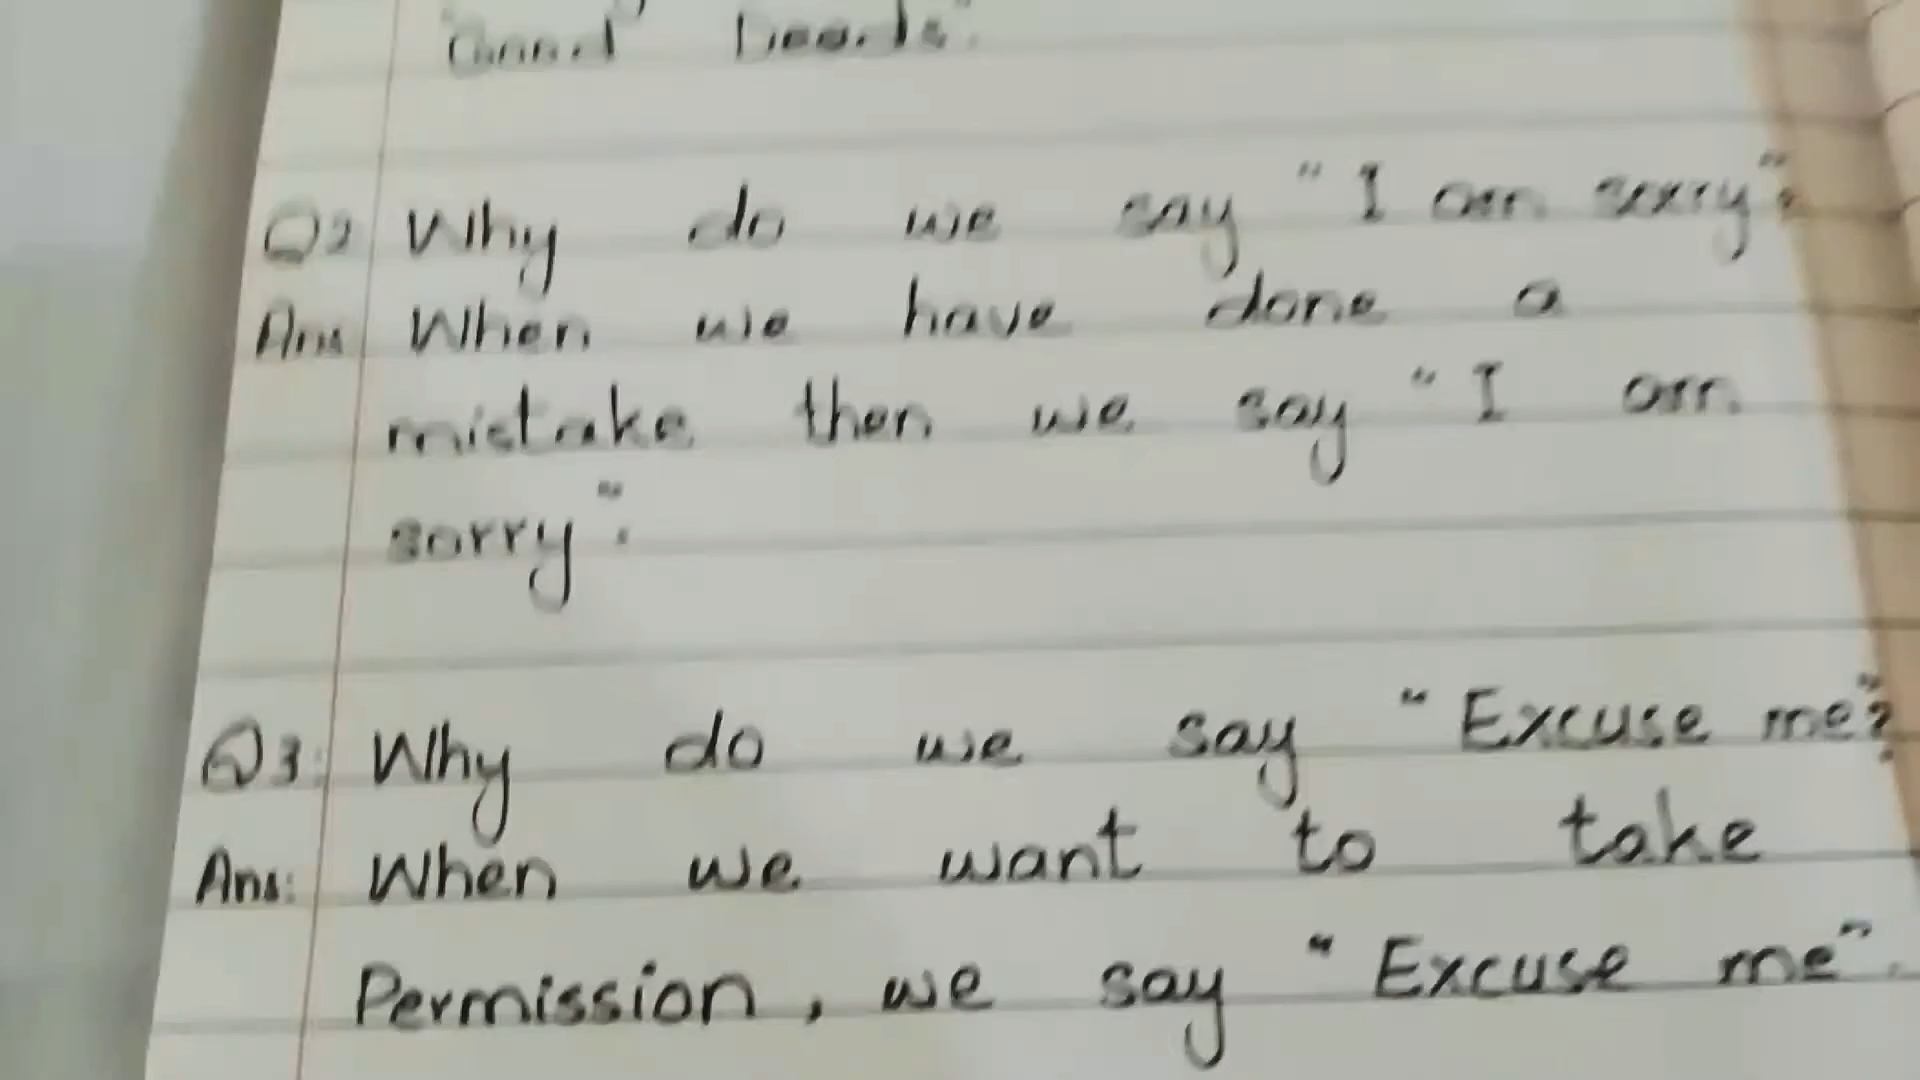 "Good" Deeds".
Q2 Why do we say "I am sorry"?
Ans When we have done a
mistake then we say "I am
sorry".
Q3: Why do we say "Excuse me"?
Ans: When we want to take
Permission, we say "Excuse me".